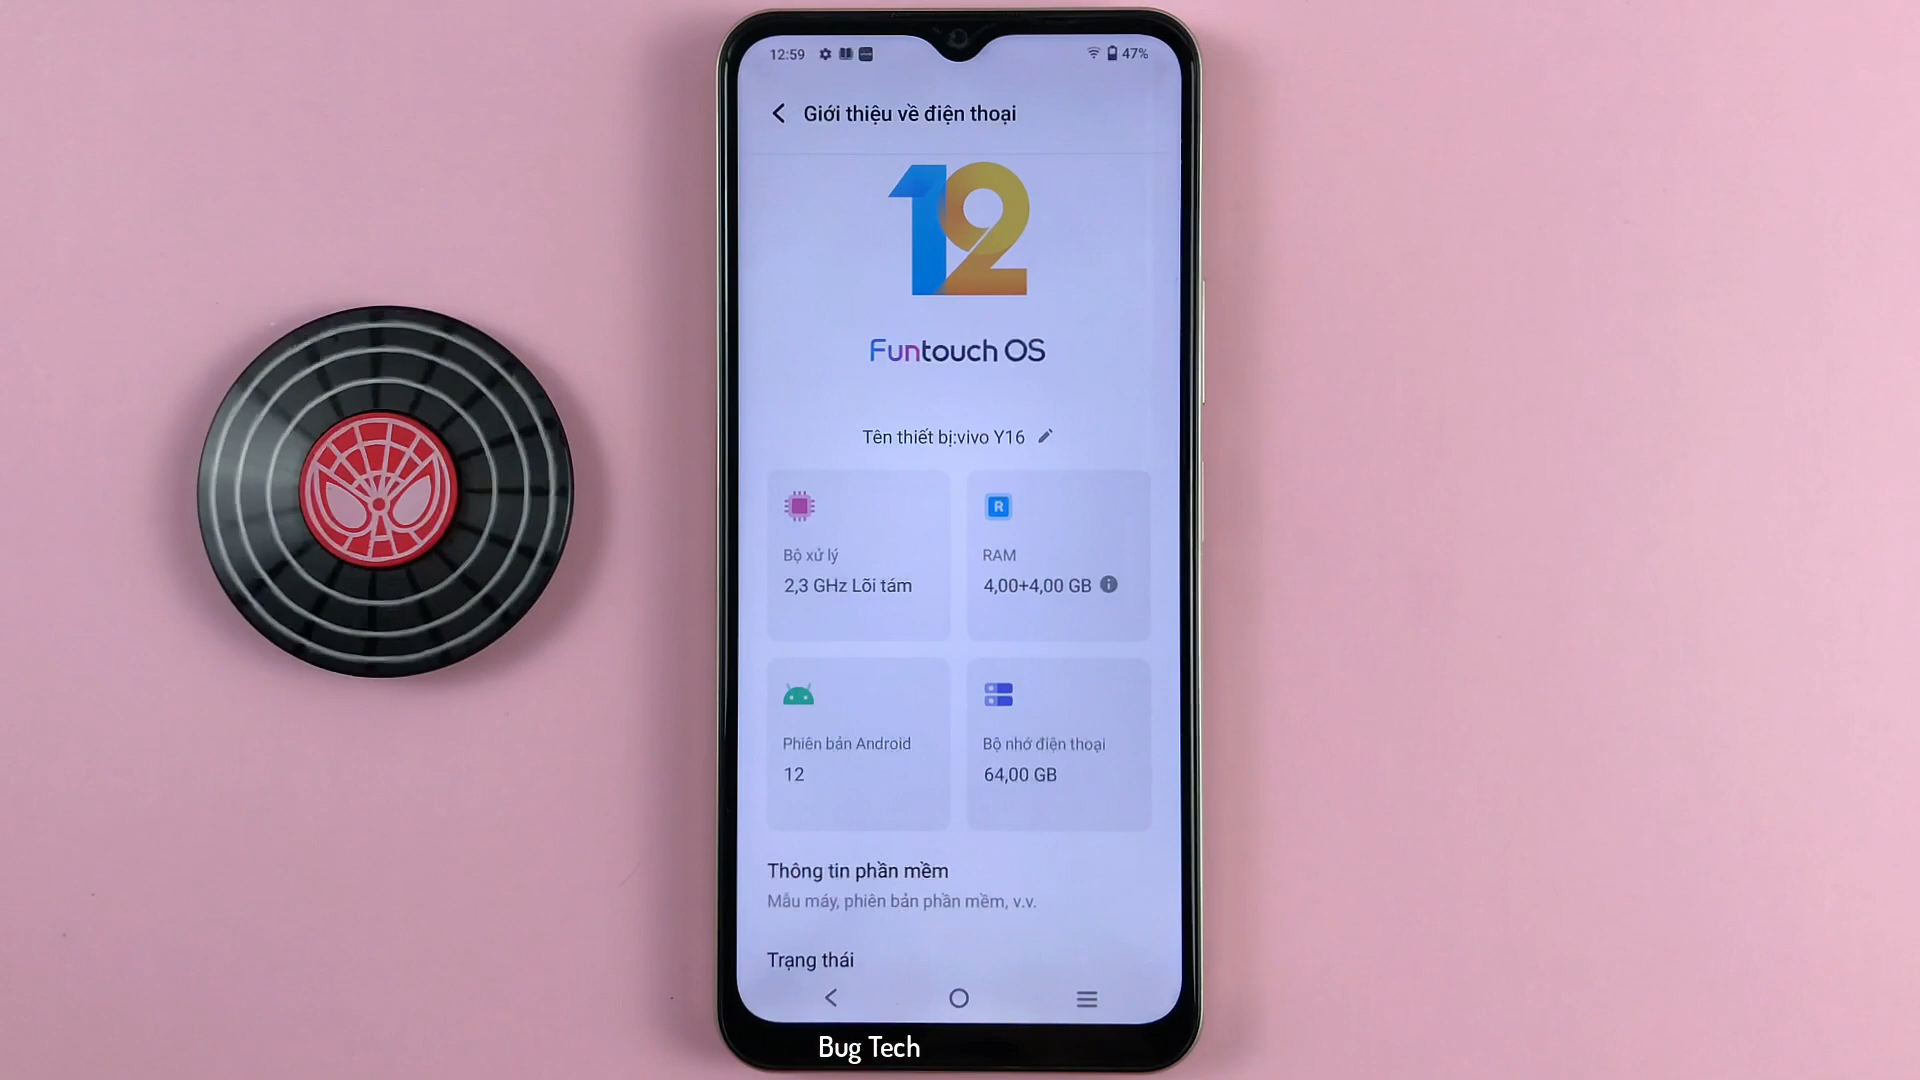 12:59
47%
Giới thiệu về điện thoại
12
Funtouch OS
Tên thiết bị:vivo Y16
Bộ xử lý
2,3 GHz Lõi tám
R
RAM
4,00+4,00 GB
Phiên bản Android
12
Bộ nhớ điện thoại
64,00 GB
Thông tin phần mềm
Mẫu máy, phiên bản phần mềm, v.v.
Trạng thái
Bug Tech